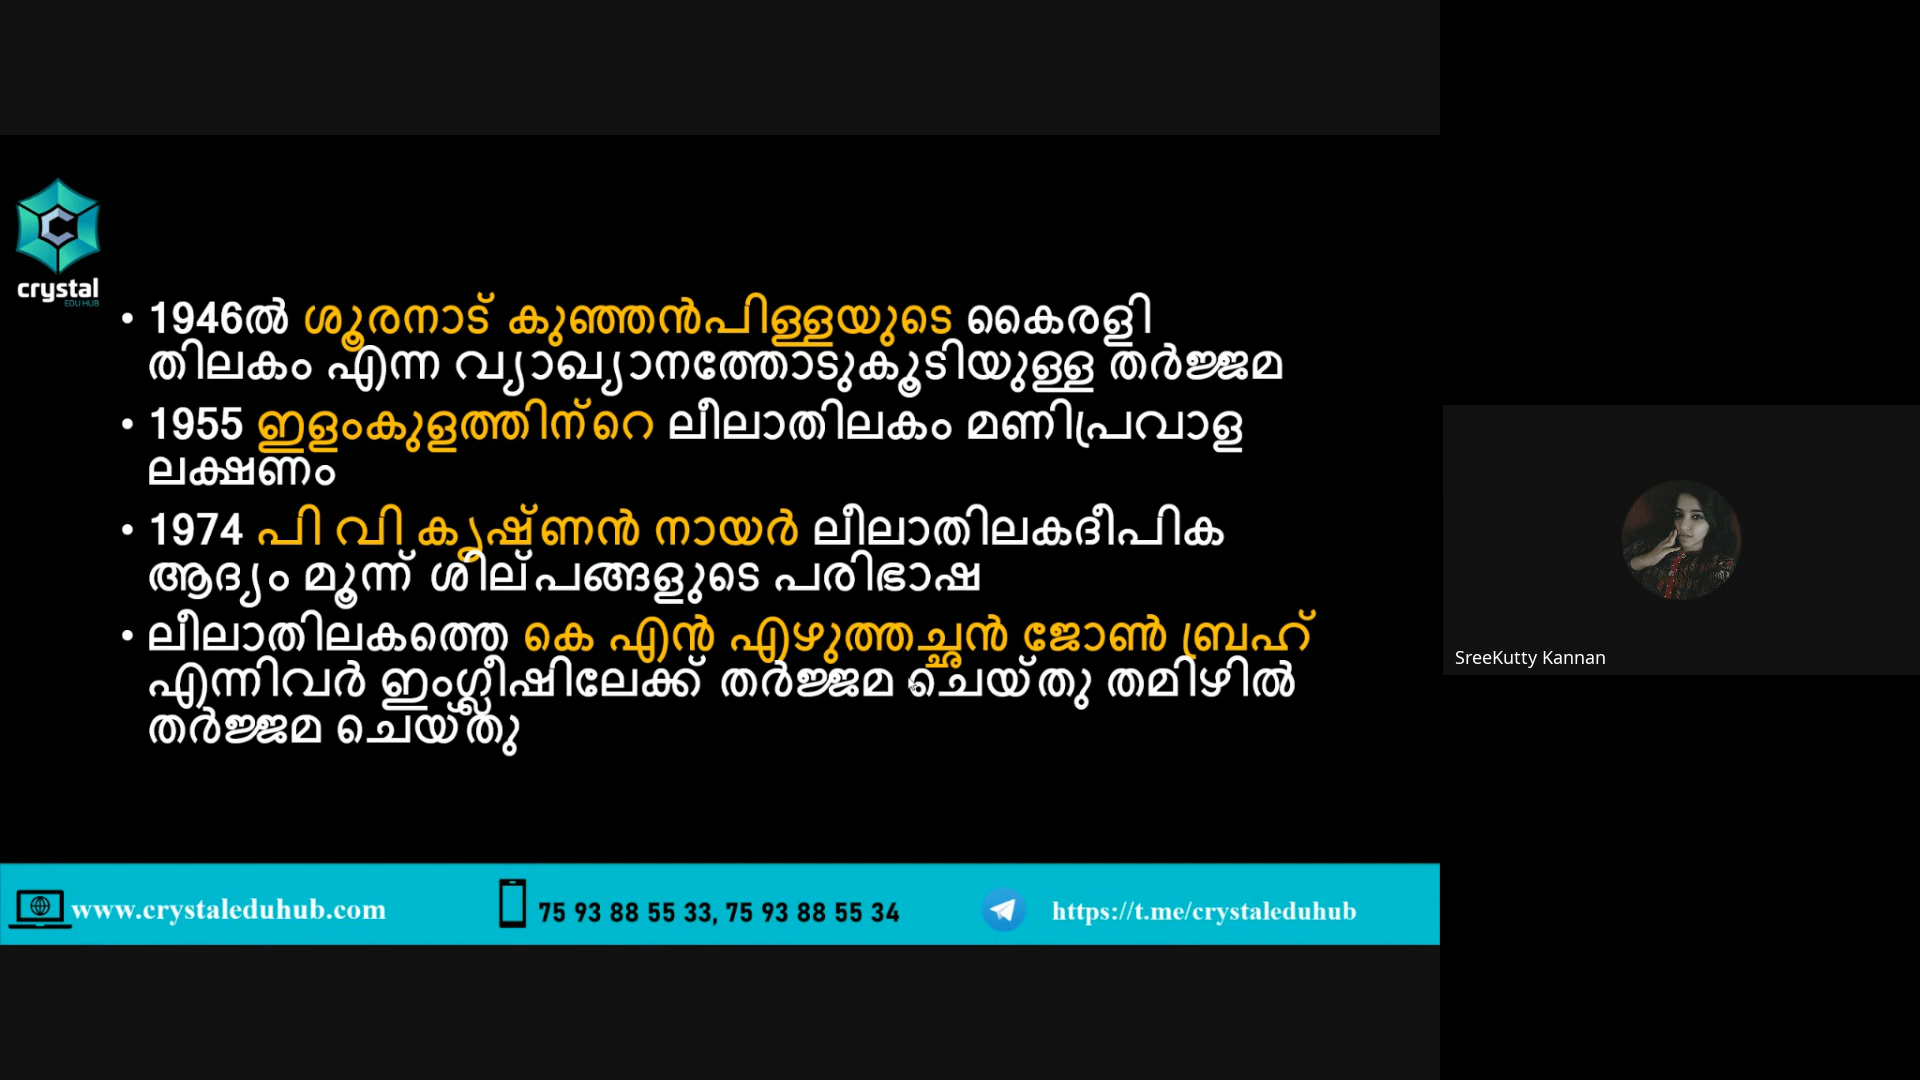 crystal
EDU HUB
• 1946ൽ ശൂരനാട് കുഞ്ഞൻപിള്ളയുടെ കൈരളി
തിലകം എന്ന വ്യാഖ്യാനത്തോടുകൂടിയുള്ള തർജ്ജമ
• 1955 ഇളംകുളത്തിന്‌റെ ലീലാതിലകം മണിപ്രവാള
ലക്ഷണം
• 1974 പി വി കൃഷ്ണൻ നായർ ലീലാതിലകദീപിക
ആദ്യം മൂന്ന് ശില്പങ്ങളുടെ പരിഭാഷ
• ലീലാതിലകത്തെ കെ എൻ എഴുത്തച്ഛൻ ജോൺ ബ്രഹ്
എന്നിവർ ഇംഗ്ലീഷിലേക്ക് തർജ്ജമ ചെയ്തു തമിഴിൽ
തർജ്ജമ ചെയ്തു
SreeKutty Kannan
www.crystaleduhub.com
75 93 88 55 33, 75 93 88 55 34
https://t.me/crystaleduhub